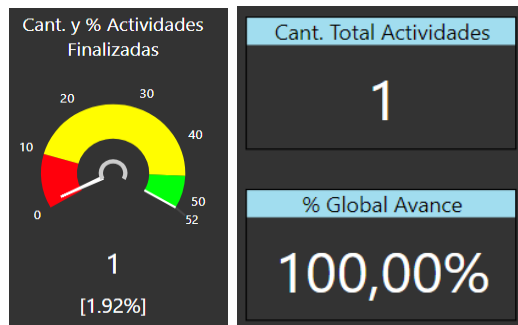 Cant. y % Actividades
Finalizadas
0
10
20
30
40
50
52
1
[1.92%]
Cant. Total Actividades
1
% Global Avance
100,00%